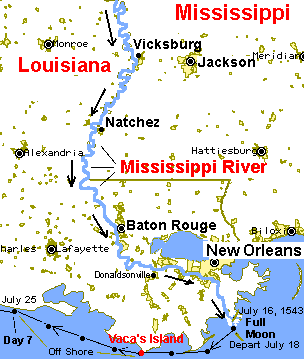 Mississippi
Monroe
Vicksburg
Meridian
Louisiana
Jackson
Natchez
Hattiesburg
Alexandria
Mississippi River
Baton Rouge
Biloxi
Charles
Lafayette
New Orleans
Donaldsonville
July 25
July 16, 1543
Vaca's Island
Full
Moon
Day 7
Off Shore
Depart July 18